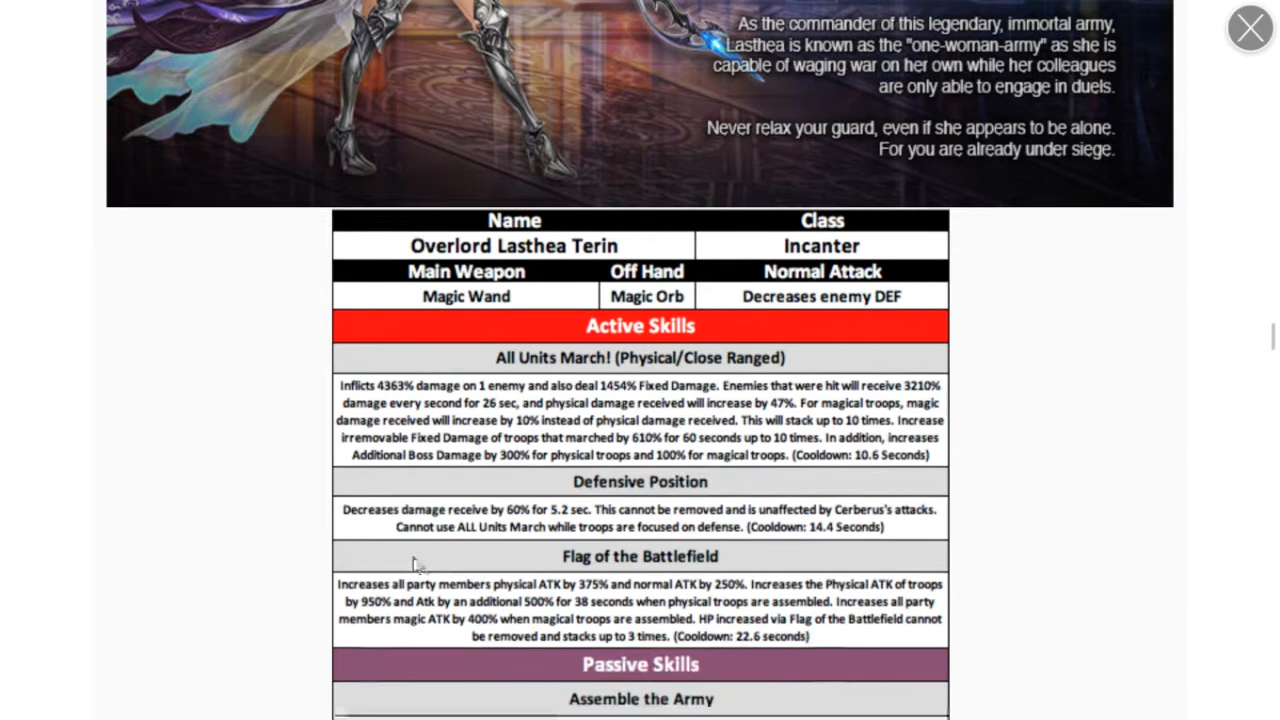 As the commander of this legendary, immortal army,
Lasthea is known as the "one-woman-army" as she is
capable of waging war on her own while her colleagues
are only able to engage in duels.
Never relax your guard, even if she appears to be alone.
For you are already under siege.
Name Class
Overlord Lasthea Terin Incanter
Main Weapon Off Hand Normal Attack
Magic Wand Magic Orb Decreases enemy DEF
Active Skills
All Units March! (Physical/Close Ranged)
Inflicts 4363% damage on 1 enemy and also deal 1454% Fixed Damage. Enemies that were hit will receive 3210%
damage every second for 26 sec, and physical damage received will increase by 47%. For magical troops, magic
damage received will increase by 10% instead of physical damage received. This will stack up to 10 times. Increase
irremovable Fixed Damage of troops that marched by 610% for 60 seconds up to 10 times. In addition, increases
Additional Boss Damage by 300% for physical troops and 100% for magical troops. (Cooldown: 10.6 Seconds)
Defensive Position
Decreases damage receive by 60% for 5.2 sec. This cannot be removed and is unaffected by Cerberus's attacks.
Cannot use ALL Units March while troops are focused on defense. (Cooldown: 14.4 Seconds)
Flag of the Battlefield
Increases all party members physical ATK by 375% and normal ATK by 250%. Increases the Physical ATK of troops
by 950% and Atk by an additional 500% for 38 seconds when physical troops are assembled. Increases all party
members magic ATK by 400% when magical troops are assembled. HP increased via Flag of the Battlefield cannot
be removed and stacks up to 3 times. (Cooldown: 22.6 seconds)
Passive Skills
Assemble the Army